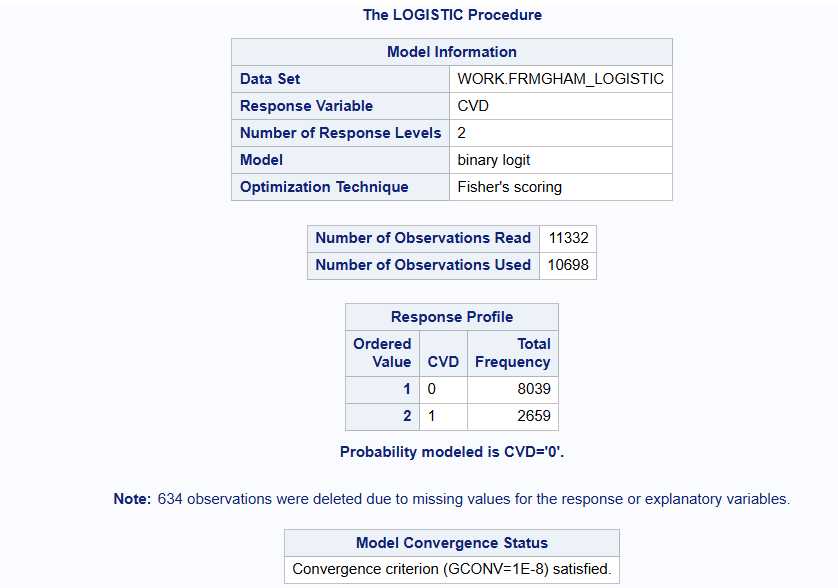 The LOGISTIC Procedure
Model Information
Data Set WORK.FRMGHAM_LOGISTIC
Response Variable CVD
Number of Response Levels 2
Model binary logit
Optimization Technique Fisher's scoring
Number of Observations Read 11332
Number of Observations Used 10698
Response Profile
Ordered Value CVD Total Frequency
1 0 8039
2 1 2659
Probability modeled is CVD='0'.
Note: 634 observations were deleted due to missing values for the response or explanatory variables.
Model Convergence Status
Convergence criterion (GCONV=1E-8) satisfied.